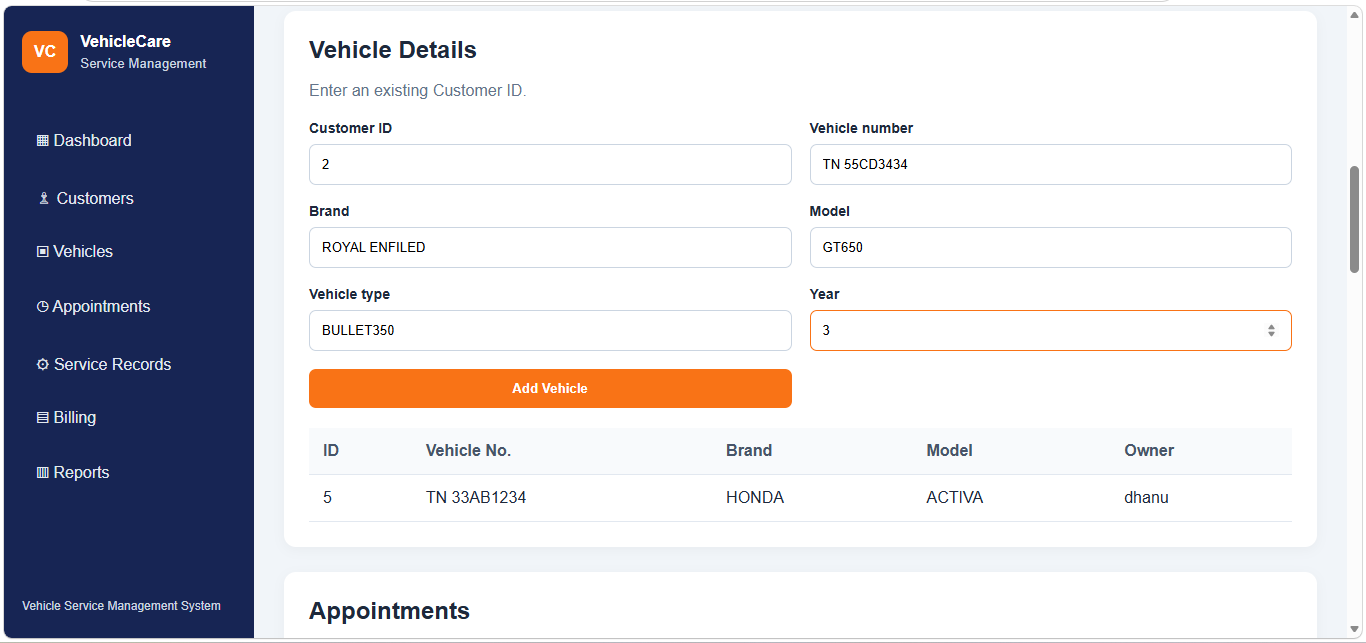 VC
VehicleCare
Service Management
Dashboard
Customers
Vehicles
Appointments
Service Records
Billing
Reports
Vehicle Service Management System
Vehicle Details
Enter an existing Customer ID.
Customer ID Vehicle number
2 TN 55CD3434
Brand Model
ROYAL ENFILED GT650
Vehicle type Year
BULLET350 3
Add Vehicle
ID Vehicle No. Brand Model Owner
5 TN 33AB1234 HONDA ACTIVA dhanu
Appointments